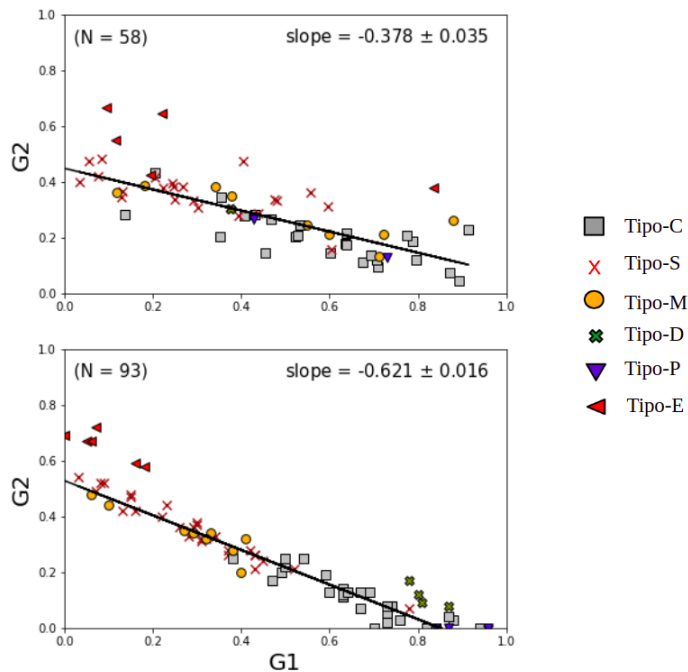 (N = 58) slope = -0.378 ± 0.035
1.0
0.8
0.6
0.4
0.2
0.0
G2
0.0 0.2 0.4 0.6 0.8 1.0
Tipo-C
Tipo-S
Tipo-M
Tipo-D
Tipo-P
Tipo-E
(N = 93) slope = -0.621 ± 0.016
1.0
0.8
0.6
0.4
0.2
0.0
G2
0.0 0.2 0.4 0.6 0.8 1.0
G1